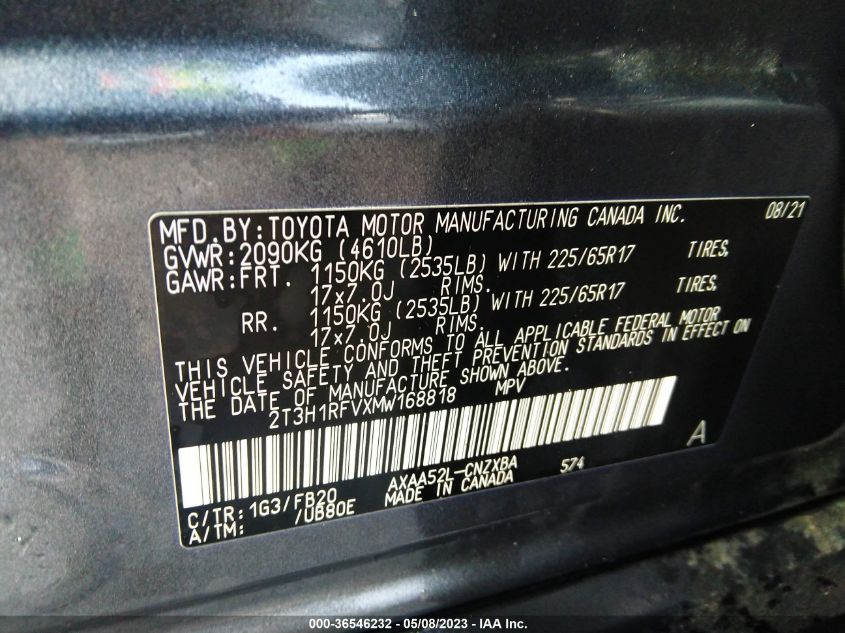 MFD. BY: TOYOTA MOTOR MANUFACTURING CANADA INC. 08/21
GVWR: 2090KG (4610LB)
GAWR: FRT. 1150KG (2535LB) WITH 225/65R17 TIRES,
17x7.0J RIMS.
RR. 1150KG (2535LB) WITH 225/65R17 TIRES,
17x7.0J RIMS.
THIS VEHICLE CONFORMS TO ALL APPLICABLE FEDERAL MOTOR
VEHICLE SAFETY AND THEFT PREVENTION STANDARDS IN EFFECT ON
THE DATE OF MANUFACTURE SHOWN ABOVE.
2T3H1RFVXMW168818 MPV
A
C/TR: 1G3/FB20 AXAA52L-CNZXBA 574
A/TM: /UB80E MADE IN CANADA
000-36546232 - 05/08/2023 - IAA Inc.